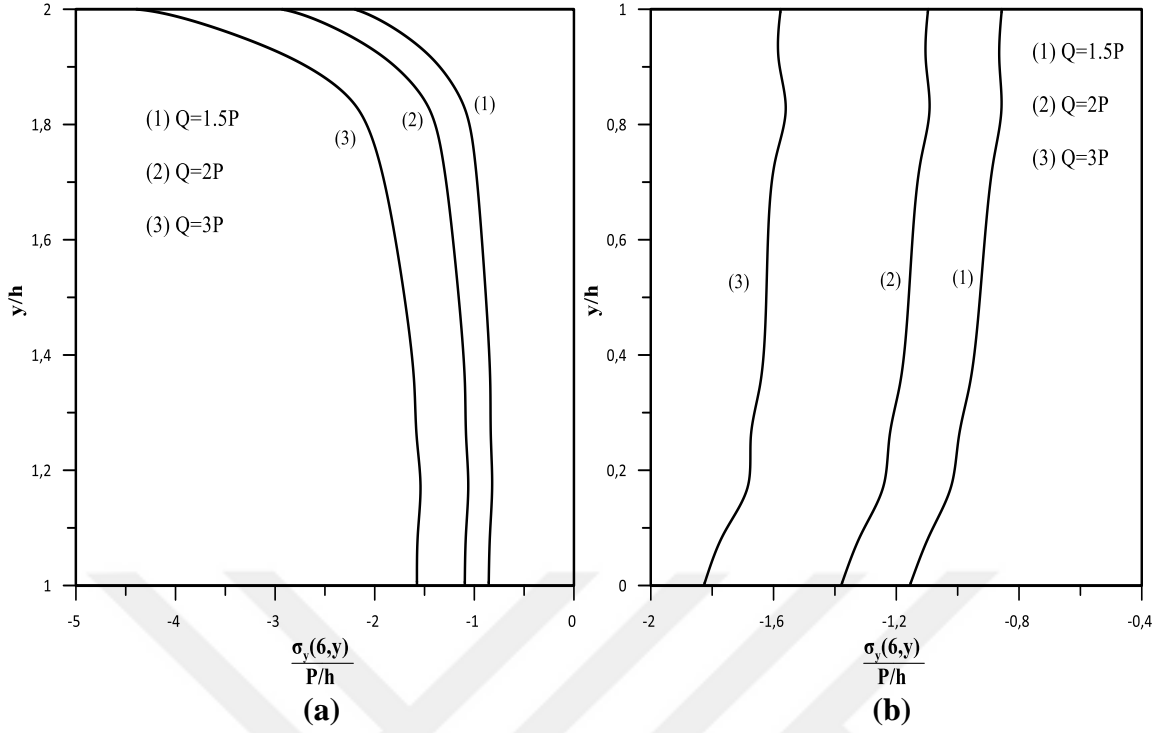 2
1,8
1,6
1,4
1,2
1
y/h
(1) Q=1.5P
(2) Q=2P
(3) Q=3P
(1)
(2)
(3)
-5
-4
-3
-2
-1
0
σy(6,y)
P/h
(a)
1
0,8
0,6
0,4
0,2
0
y/h
(1) Q=1.5P
(2) Q=2P
(3) Q=3P
(3)
(2)
(1)
-2
-1,6
-1,2
-0,8
-0,4
σy(6,y)
P/h
(b)